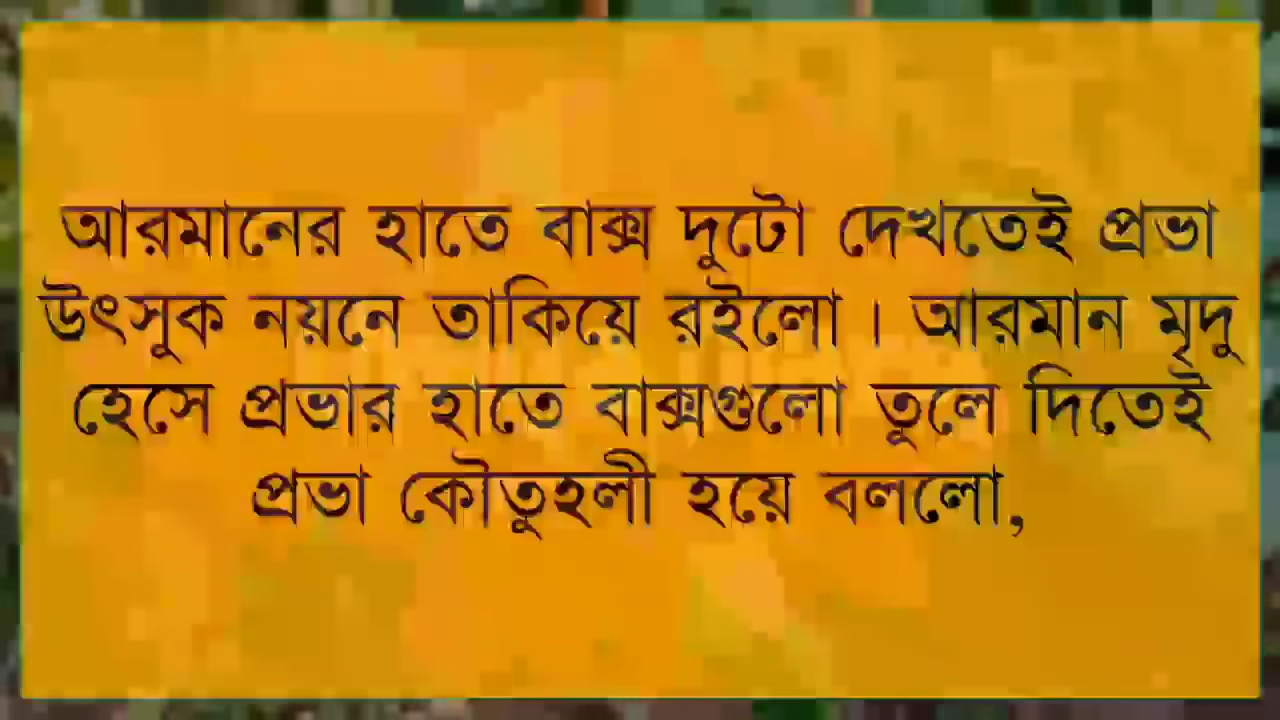 আরমানের হাতে বাক্স দুটো দেখতেই প্রভা
উৎসুক নয়নে তাকিয়ে রইলো। আরমান মৃদু
হেসে প্রভার হাতে বাক্সগুলো তুলে দিতেই
প্রভা কৌতুহলী হয়ে বললো,